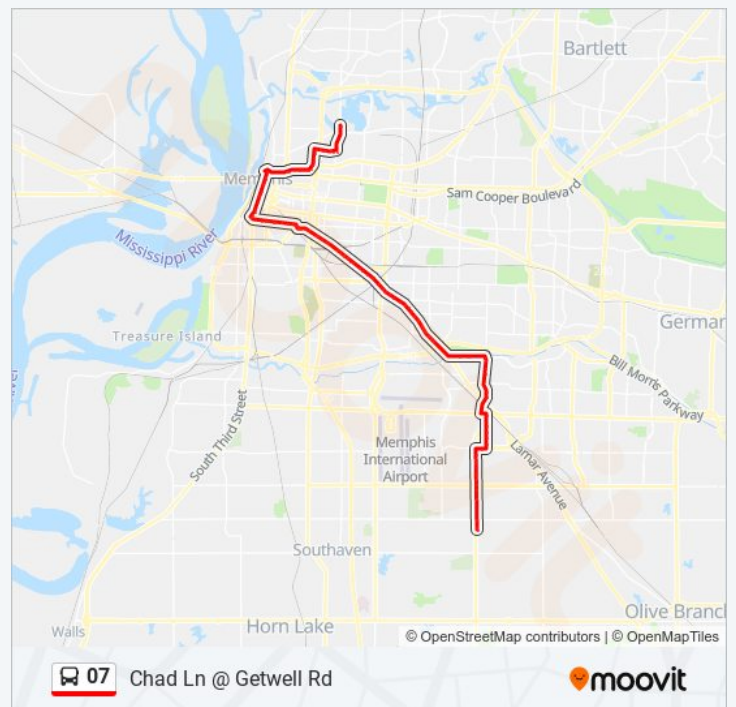 Bartlett
Sam Cooper Boulevard
Memphis
Mississippi River
Treasure Island
German
Bill Morris Parkway
South Third Street
Memphis
International
Airport
Lamar Avenue
Southaven
Olive Branch
Walls
Horn Lake
© OpenStreetMap contributors | © OpenMapTiles
07 Chad Ln @ Getwell Rd
moovit